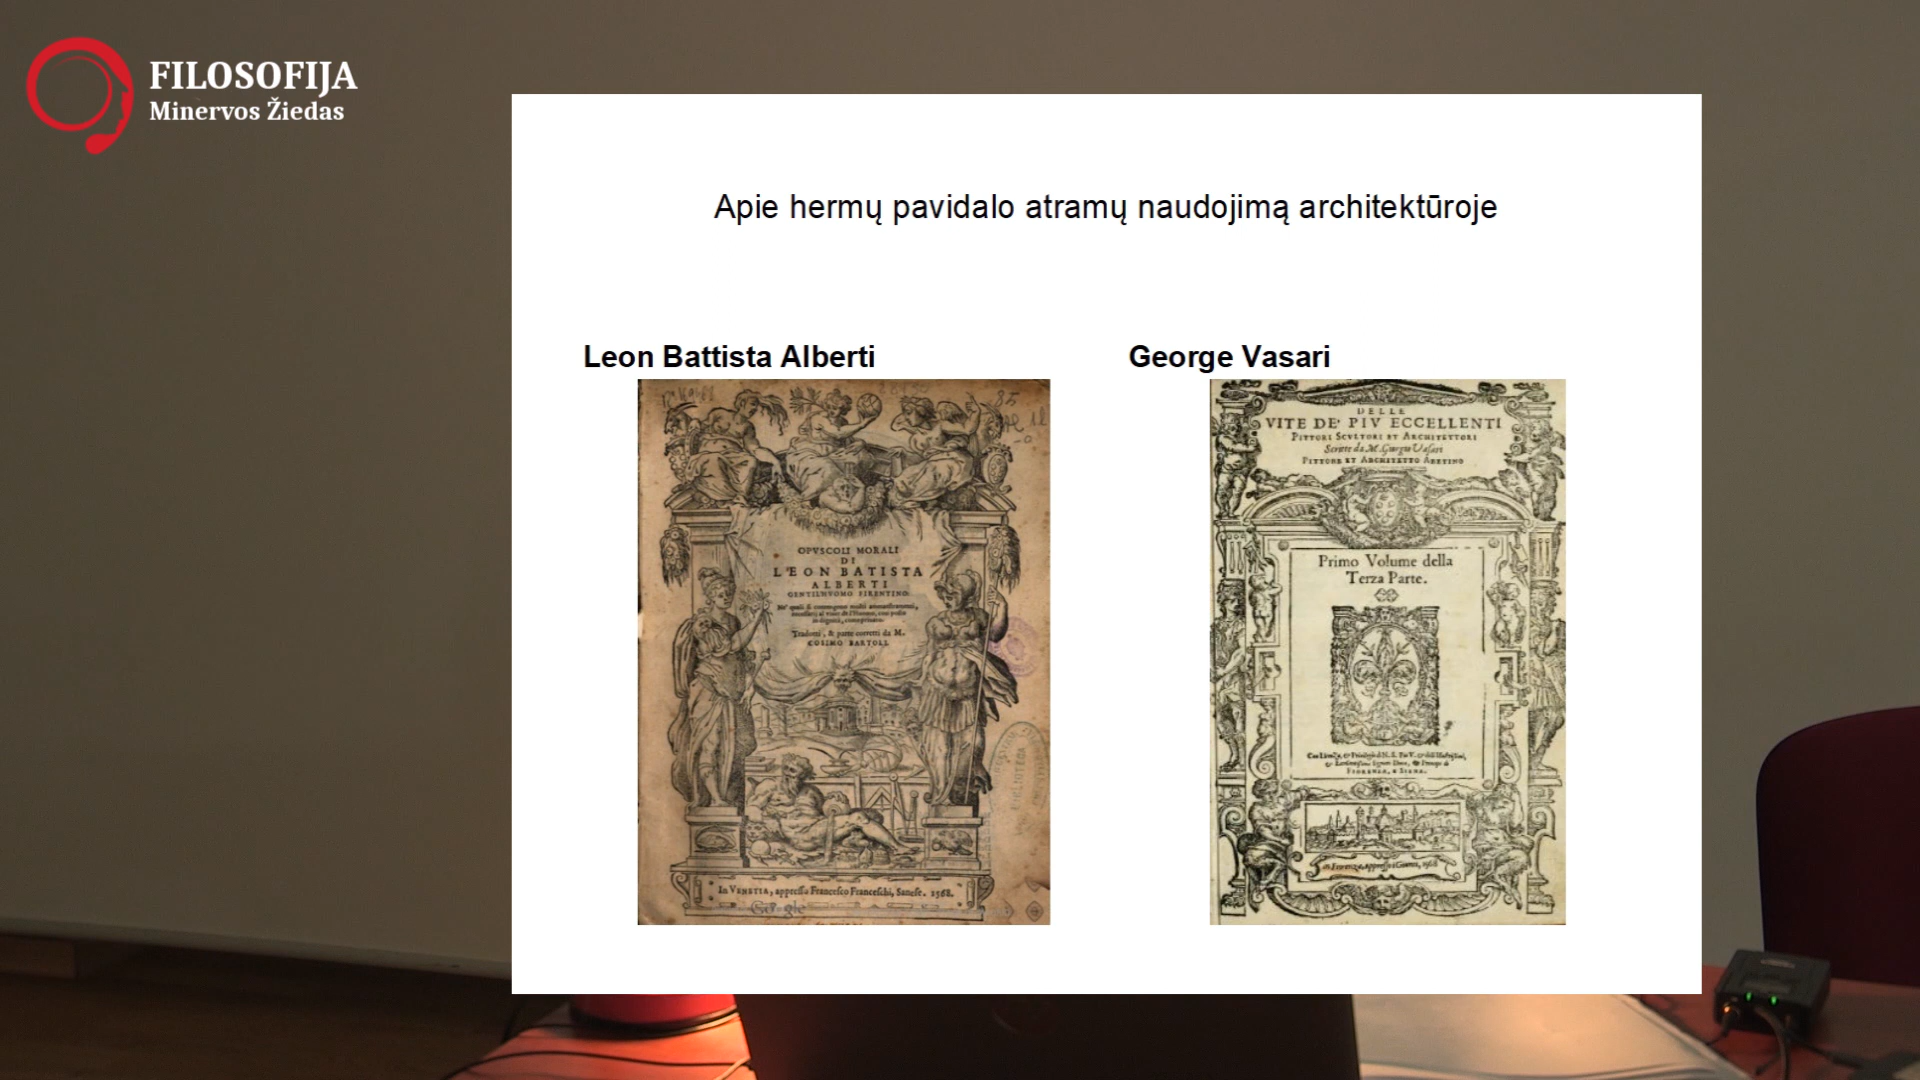 FILOSOFIJA
Minervos Žiedas
Apie hermų pavidalo atramų naudojimą architektūroje
Leon Battista Alberti
OPVSCOLI MORALI
DI
LEON BATISTA
ALBERTI
GENTILHVOMO FIRENTINO
Tradotti, & parte corretti da M.
COSIMO BARTOLI.
In VENETIA, appresso Francesco Franceschi, Sanese. 1568.
Google
George Vasari
DELLE
VITE DE' PIV ECCELLENTI
PITTORI SCVLTORI ET ARCHITETTORI
Scritte da M. Giorgio Vasari
PITTORE ET ARCHITETTO ARETINO
Primo Volume della
Terza Parte.
FIORENZA, e SIENA.